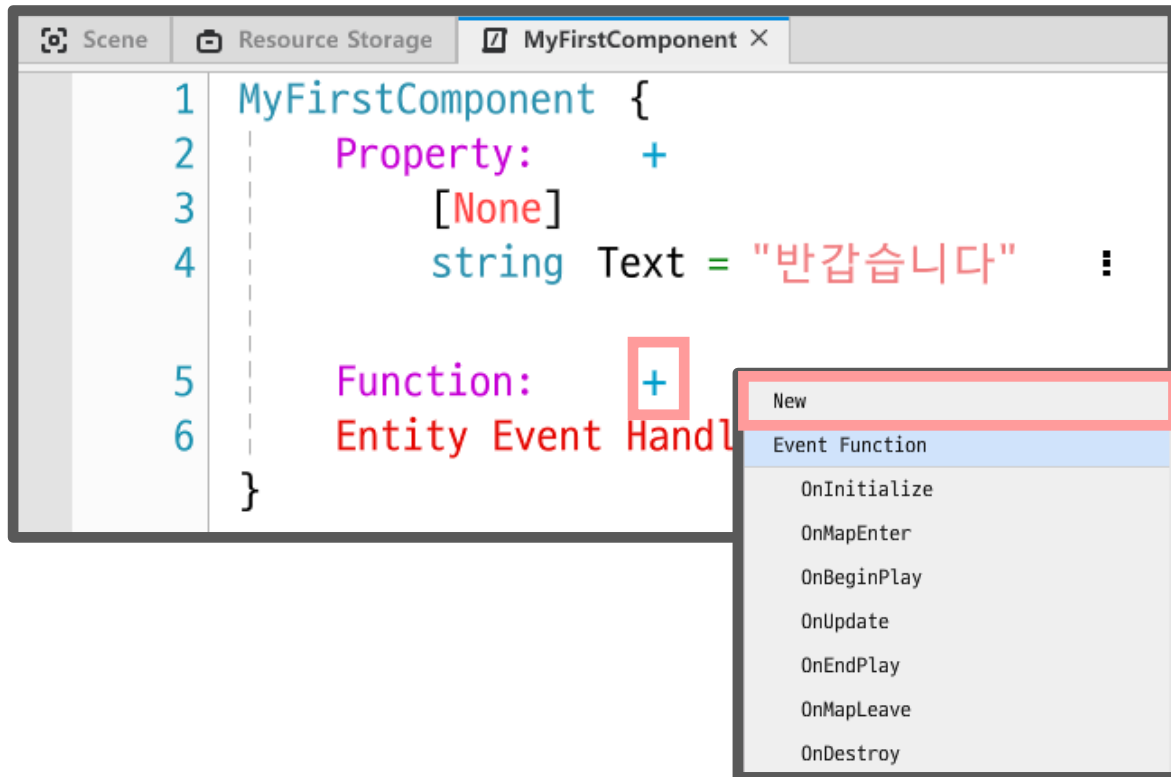 Scene Resource Storage MyFirstComponent ×
1 MyFirstComponent {
2 Property: +
3 [None]
4 string Text = "반갑습니다" ⋮
5 Function: +
6 Entity Event Handl
}
New
Event Function
OnInitialize
OnMapEnter
OnBeginPlay
OnUpdate
OnEndPlay
OnMapLeave
OnDestroy